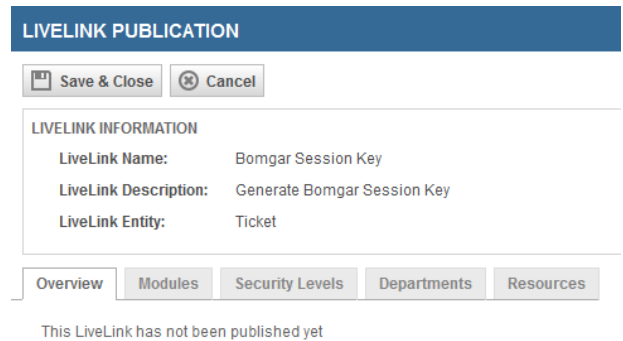 LIVELINK PUBLICATION
Save & Close Cancel
LIVELINK INFORMATION
LiveLink Name: Bomgar Session Key
LiveLink Description: Generate Bomgar Session Key
LiveLink Entity: Ticket
Overview Modules Security Levels Departments Resources
This LiveLink has not been published yet